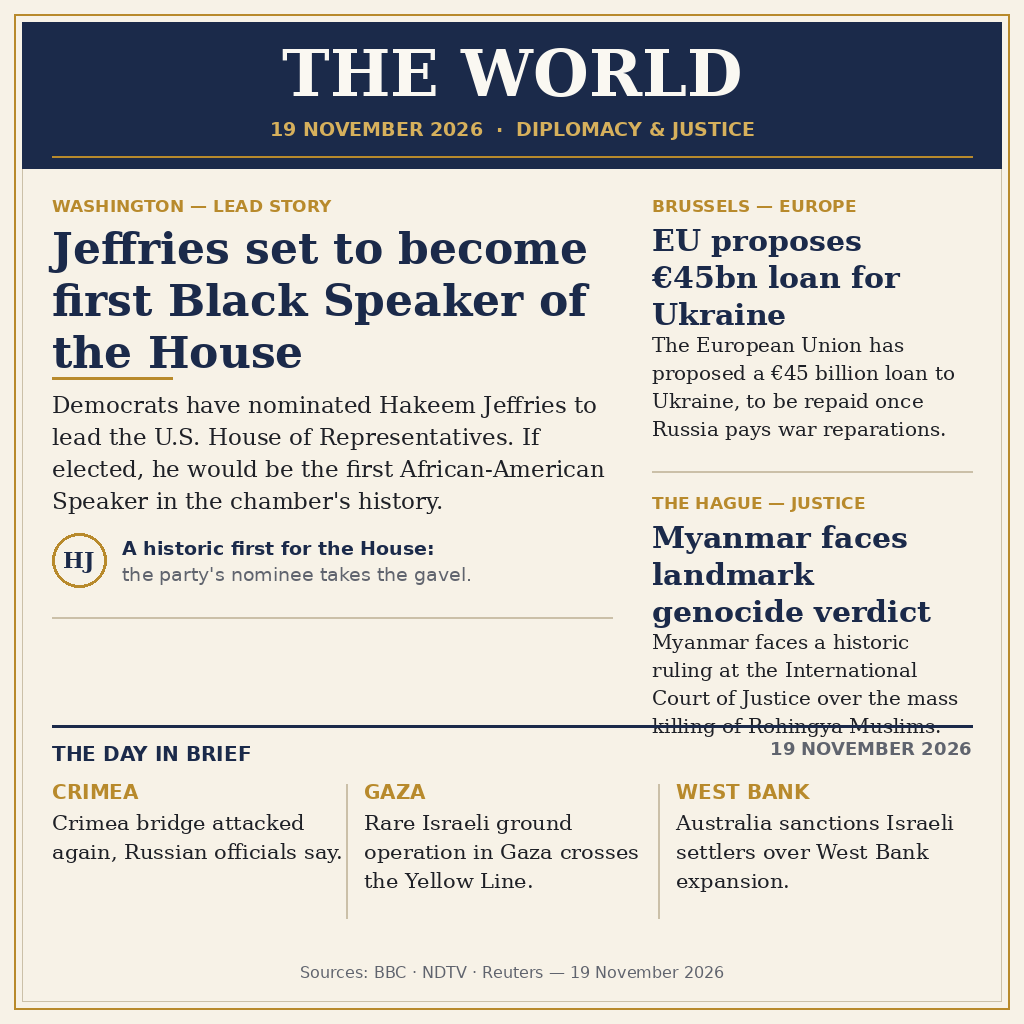 THE WORLD
19 NOVEMBER 2026 · DIPLOMACY & JUSTICE
WASHINGTON — LEAD STORY
Jeffries set to become
first Black Speaker of
the House
Democrats have nominated Hakeem Jeffries to
lead the U.S. House of Representatives. If
elected, he would be the first African-American
Speaker in the chamber's history.
HJ
A historic first for the House:
the party's nominee takes the gavel.
BRUSSELS — EUROPE
EU proposes
€45bn loan for
Ukraine
The European Union has
proposed a €45 billion loan to
Ukraine, to be repaid once
Russia pays war reparations.
THE HAGUE — JUSTICE
Myanmar faces
landmark
genocide verdict
Myanmar faces a historic
ruling at the International
Court of Justice over the mass
killing of Rohingya Muslims.
THE DAY IN BRIEF
19 NOVEMBER 2026
CRIMEA
Crimea bridge attacked
again, Russian officials say.
GAZA
Rare Israeli ground
operation in Gaza crosses
the Yellow Line.
WEST BANK
Australia sanctions Israeli
settlers over West Bank
expansion.
Sources: BBC · NDTV · Reuters — 19 November 2026